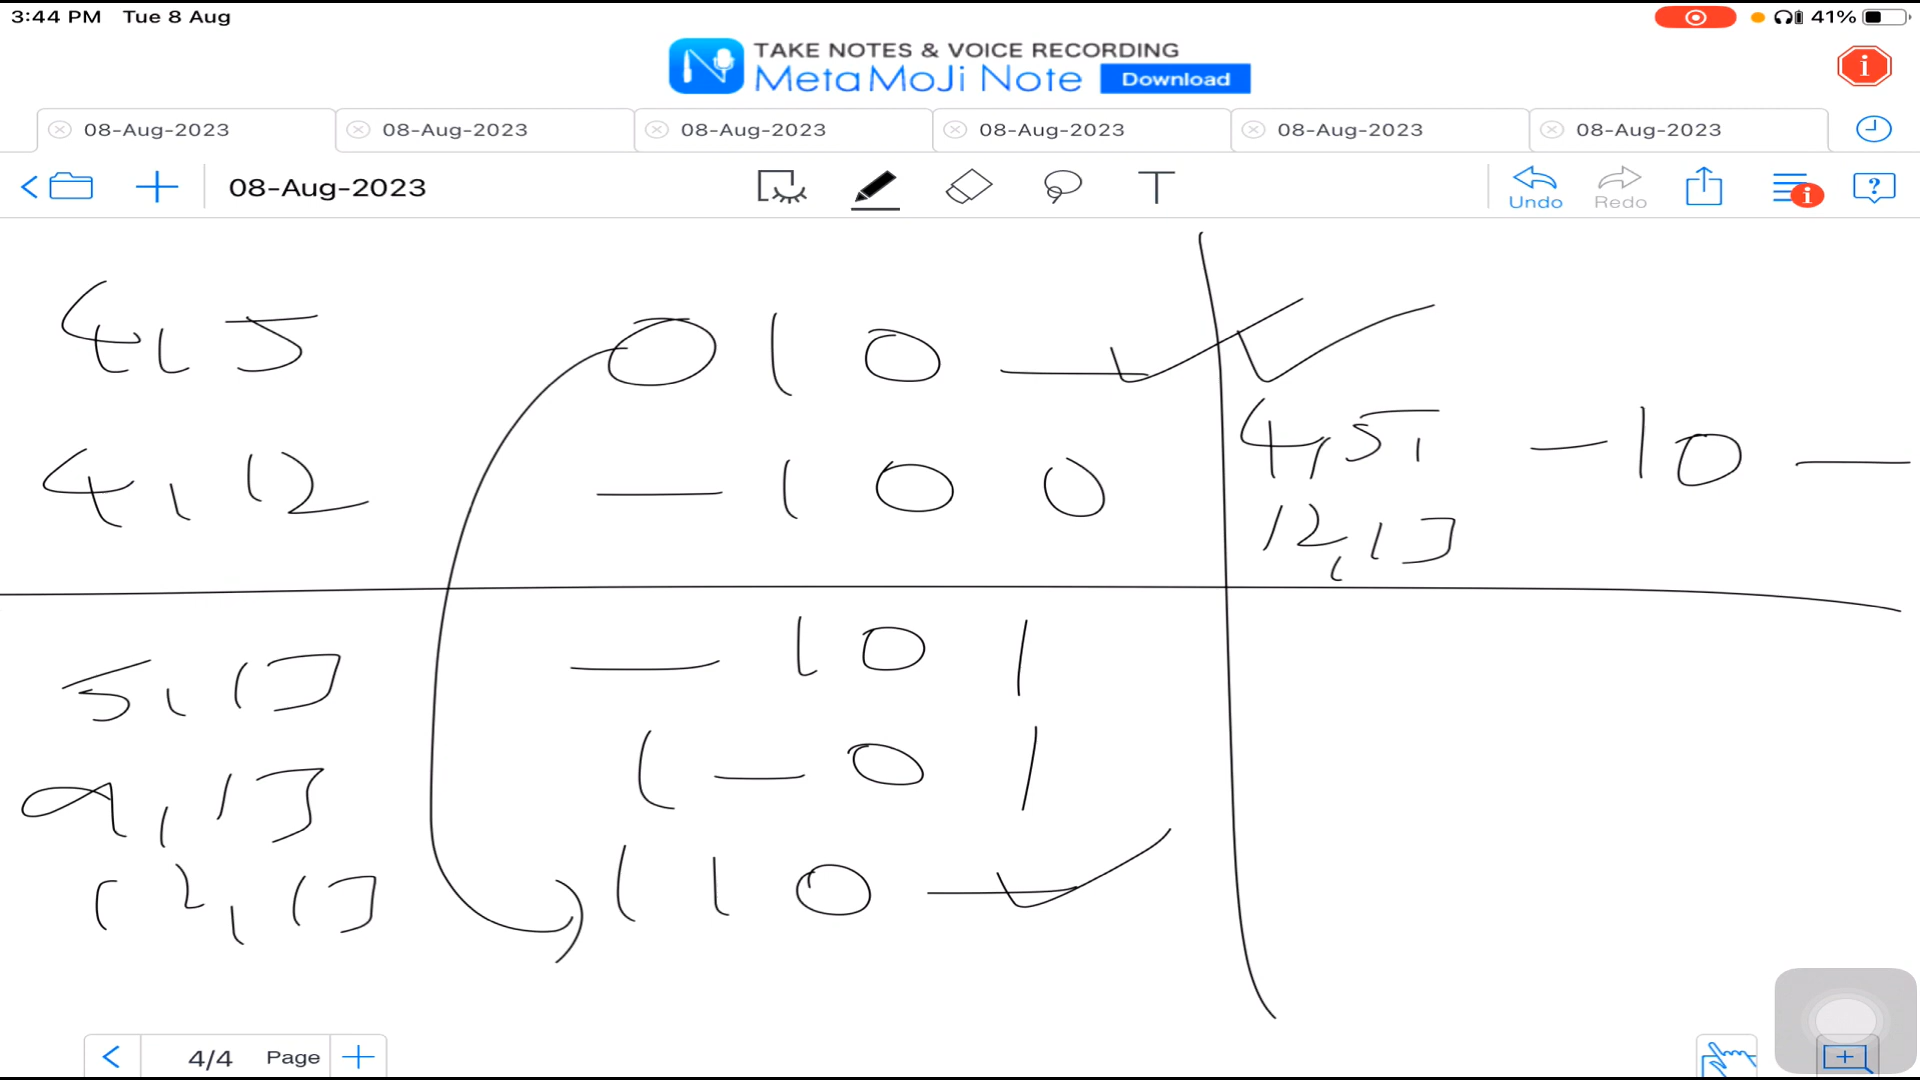 3:44 PM Tue 8 Aug 41%
TAKE NOTES & VOICE RECORDING
MetaMoJi Note Download
08-Aug-2023 08-Aug-2023 08-Aug-2023 08-Aug-2023 08-Aug-2023 08-Aug-2023
08-Aug-2023 T Undo Redo
4,5 010— ✓ ✓
4,12 —100
4,5, —10—
12,13
5,13 —101
9,13 1—01
12,13 110— ✓
4/4 Page